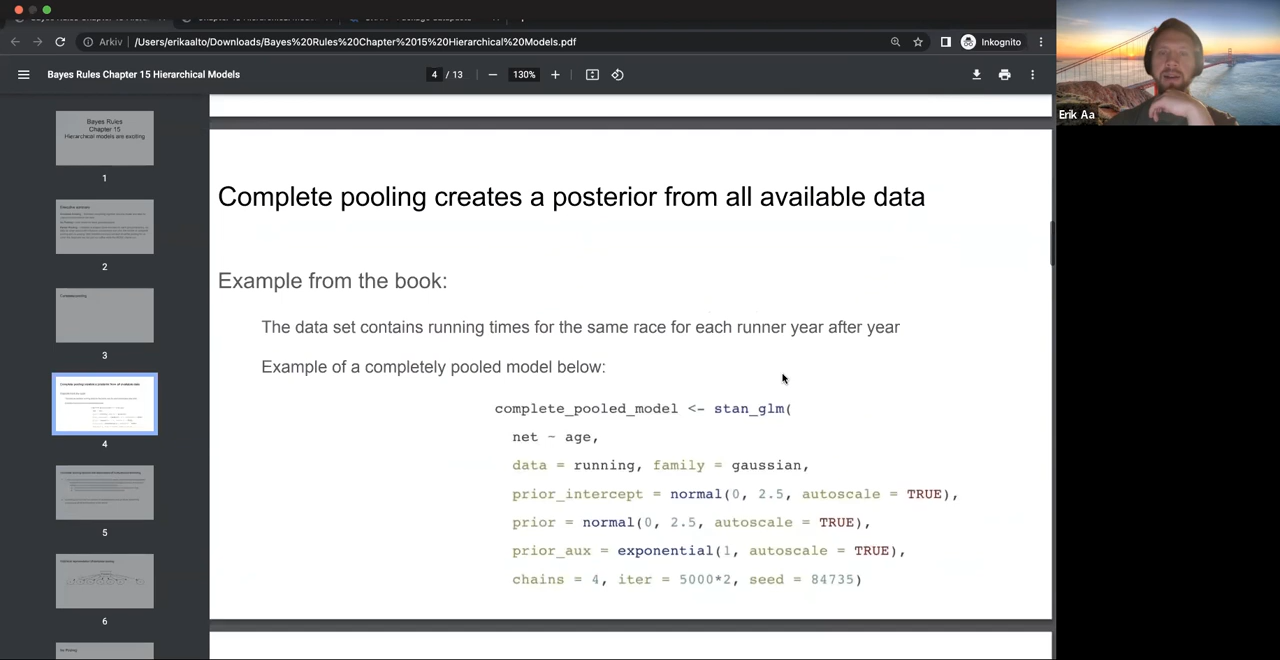 Arkiv
/Users/erikaalto/Downloads/Bayes%20Rules%20Chapter%2015%20Hierarchical%20Models.pdf
Inkognito
Bayes Rules Chapter 15 Hierarchical Models
4 / 13
130%
Erik Aa
Bayes Rules
Chapter 15
Hierarchical models are exciting
1
2
3
4
5
6
Complete pooling creates a posterior from all available data
Example from the book:
The data set contains running times for the same race for each runner year after year
Example of a completely pooled model below:
complete_pooled_model <- stan_glm(
net ~ age,
data = running, family = gaussian,
prior_intercept = normal(0, 2.5, autoscale = TRUE),
prior = normal(0, 2.5, autoscale = TRUE),
prior_aux = exponential(1, autoscale = TRUE),
chains = 4, iter = 5000*2, seed = 84735)